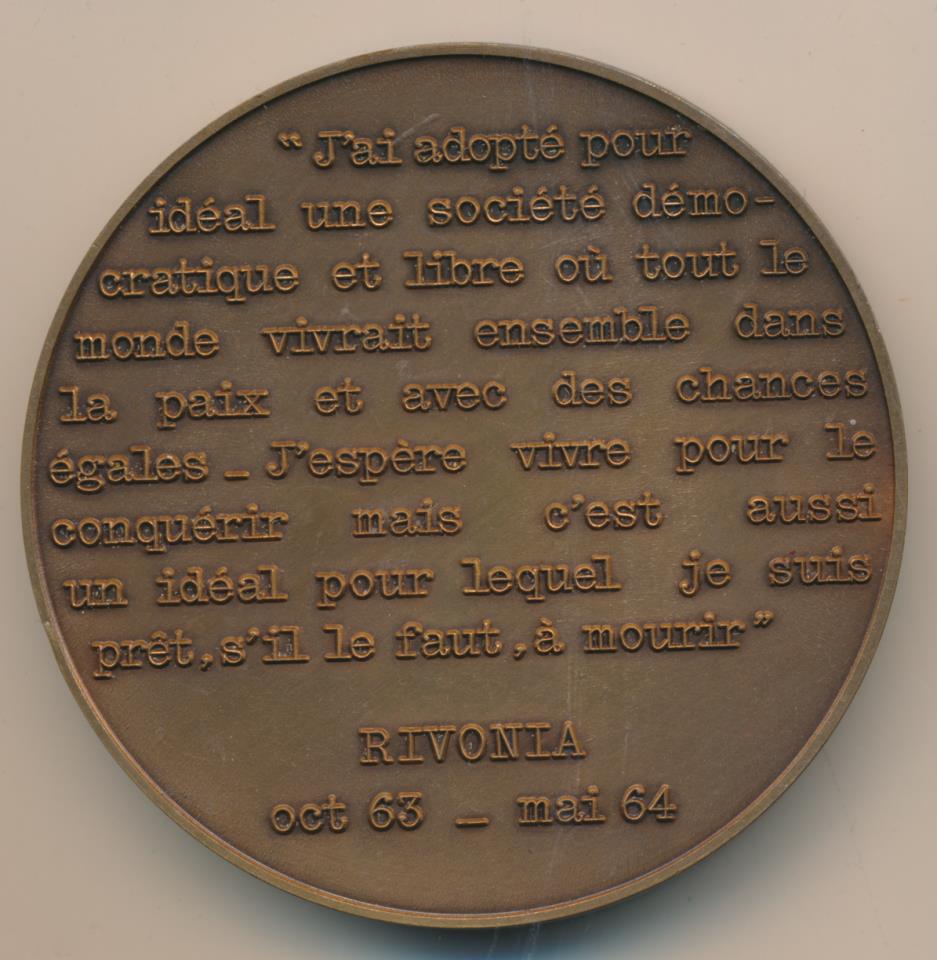 “J'ai adopté pour
idéal une société démo-
cratique et libre où tout le
monde vivrait ensemble dans
la paix et avec des chances
égales _ J'espère vivre pour le
conquérir mais c'est aussi
un idéal pour lequel je suis
prêt, s'il le faut, à mourir”
RIVONIA
oct 63 _ mai 64